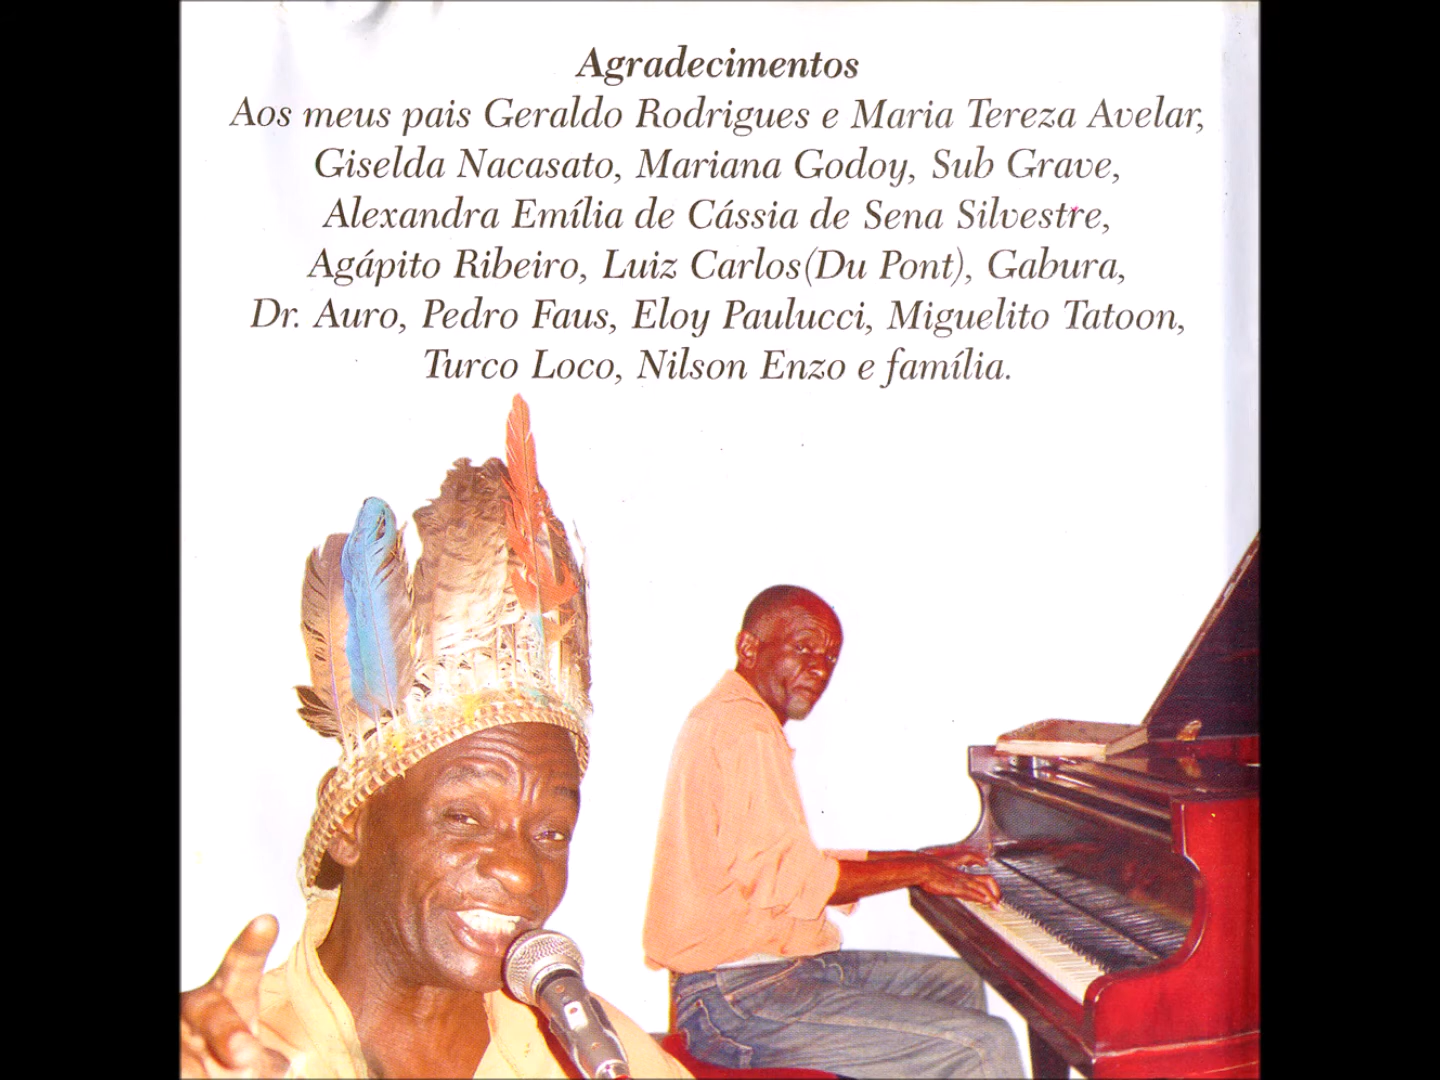 Agradecimentos
Aos meus pais Geraldo Rodrigues e Maria Tereza Avelar,
Giselda Nacasato, Mariana Godoy, Sub Grave,
Alexandra Emília de Cássia de Sena Silvestre,
Agápito Ribeiro, Luiz Carlos(Du Pont), Gabura,
Dr. Auro, Pedro Faus, Eloy Paulucci, Miguelito Tatoon,
Turco Loco, Nilson Enzo e família.